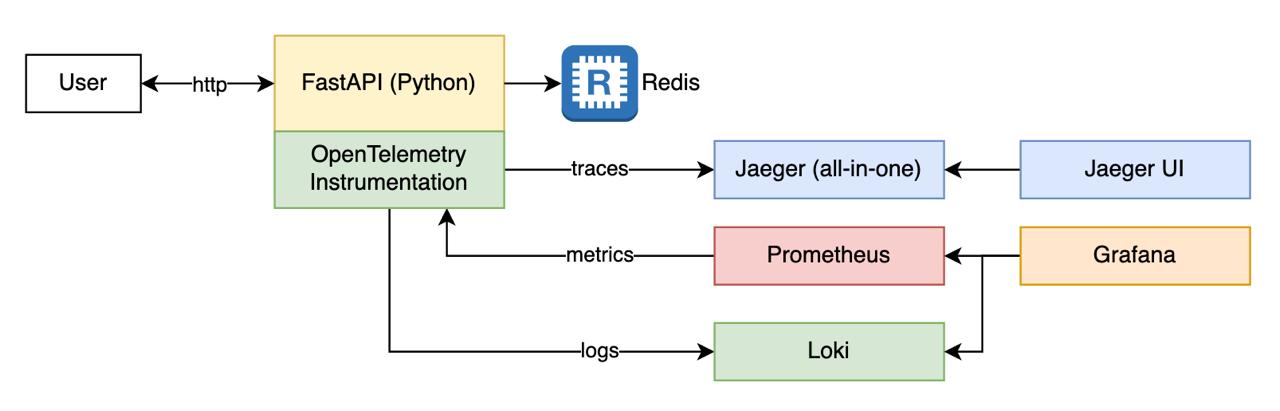 User
http
FastAPI (Python)
R
Redis
OpenTelemetry
Instrumentation
traces
Jaeger (all-in-one)
Jaeger UI
metrics
Prometheus
Grafana
logs
Loki